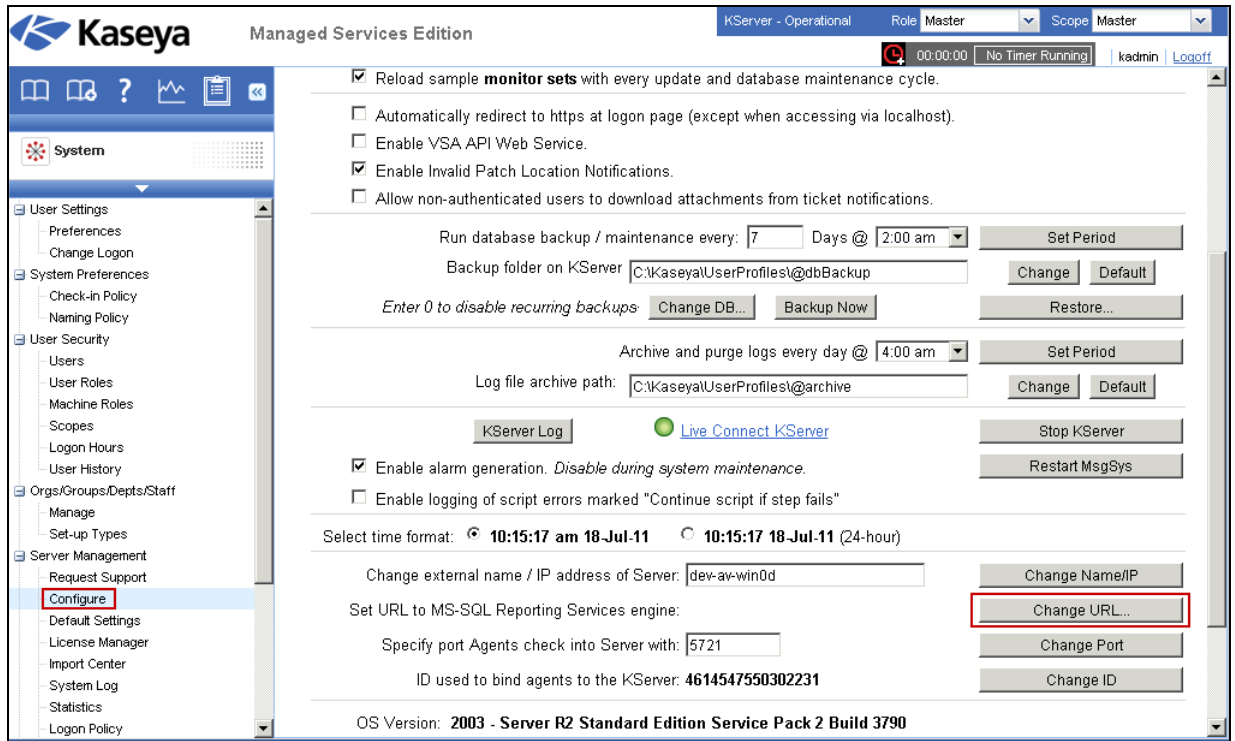 Kaseya Managed Services Edition
KServer - Operational Role Master Scope Master
00:00:00 No Timer Running kadmin Logoff
System
User Settings
Preferences
Change Logon
System Preferences
Check-in Policy
Naming Policy
User Security
Users
User Roles
Machine Roles
Scopes
Logon Hours
User History
Orgs/Groups/Depts/Staff
Manage
Set-up Types
Server Management
Request Support
Configure
Default Settings
License Manager
Import Center
System Log
Statistics
Logon Policy
Reload sample monitor sets with every update and database maintenance cycle.
Automatically redirect to https at logon page (except when accessing via localhost).
Enable VSA API Web Service.
Enable Invalid Patch Location Notifications.
Allow non-authenticated users to download attachments from ticket notifications.
Run database backup / maintenance every: 7 Days @ 2:00 am Set Period
Backup folder on KServer C:\Kaseya\UserProfiles\@dbBackup Change Default
Enter 0 to disable recurring backups Change DB... Backup Now Restore...
Archive and purge logs every day @ 4:00 am Set Period
Log file archive path: C:\Kaseya\UserProfiles\@archive Change Default
KServer Log Live Connect KServer Stop KServer
Enable alarm generation. Disable during system maintenance. Restart MsgSys
Enable logging of script errors marked "Continue script if step fails"
Select time format: 10:15:17 am 18-Jul-11 10:15:17 18-Jul-11 (24-hour)
Change external name / IP address of Server: dev-av-win0d Change Name/IP
Set URL to MS-SQL Reporting Services engine: Change URL...
Specify port Agents check into Server with: 5721 Change Port
ID used to bind agents to the KServer: 4614547550302231 Change ID
OS Version: 2003 - Server R2 Standard Edition Service Pack 2 Build 3790